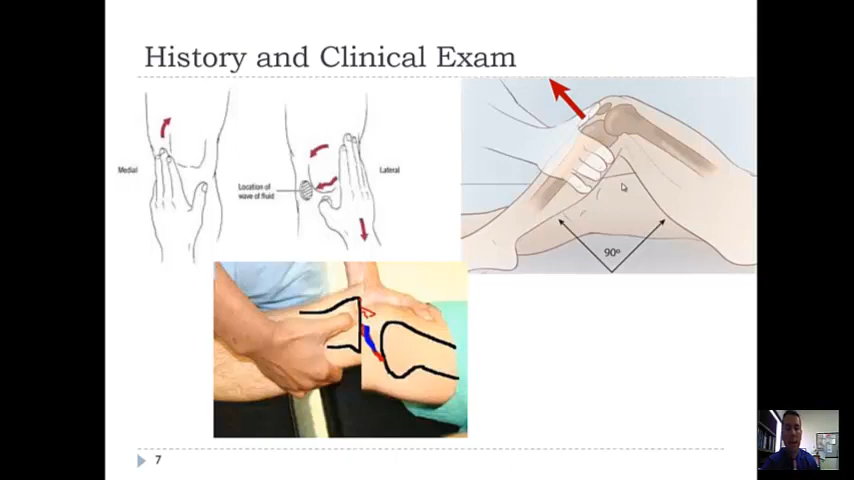 History and Clinical Exam
Medial
Location of
wave of fluid
Lateral
90°
7